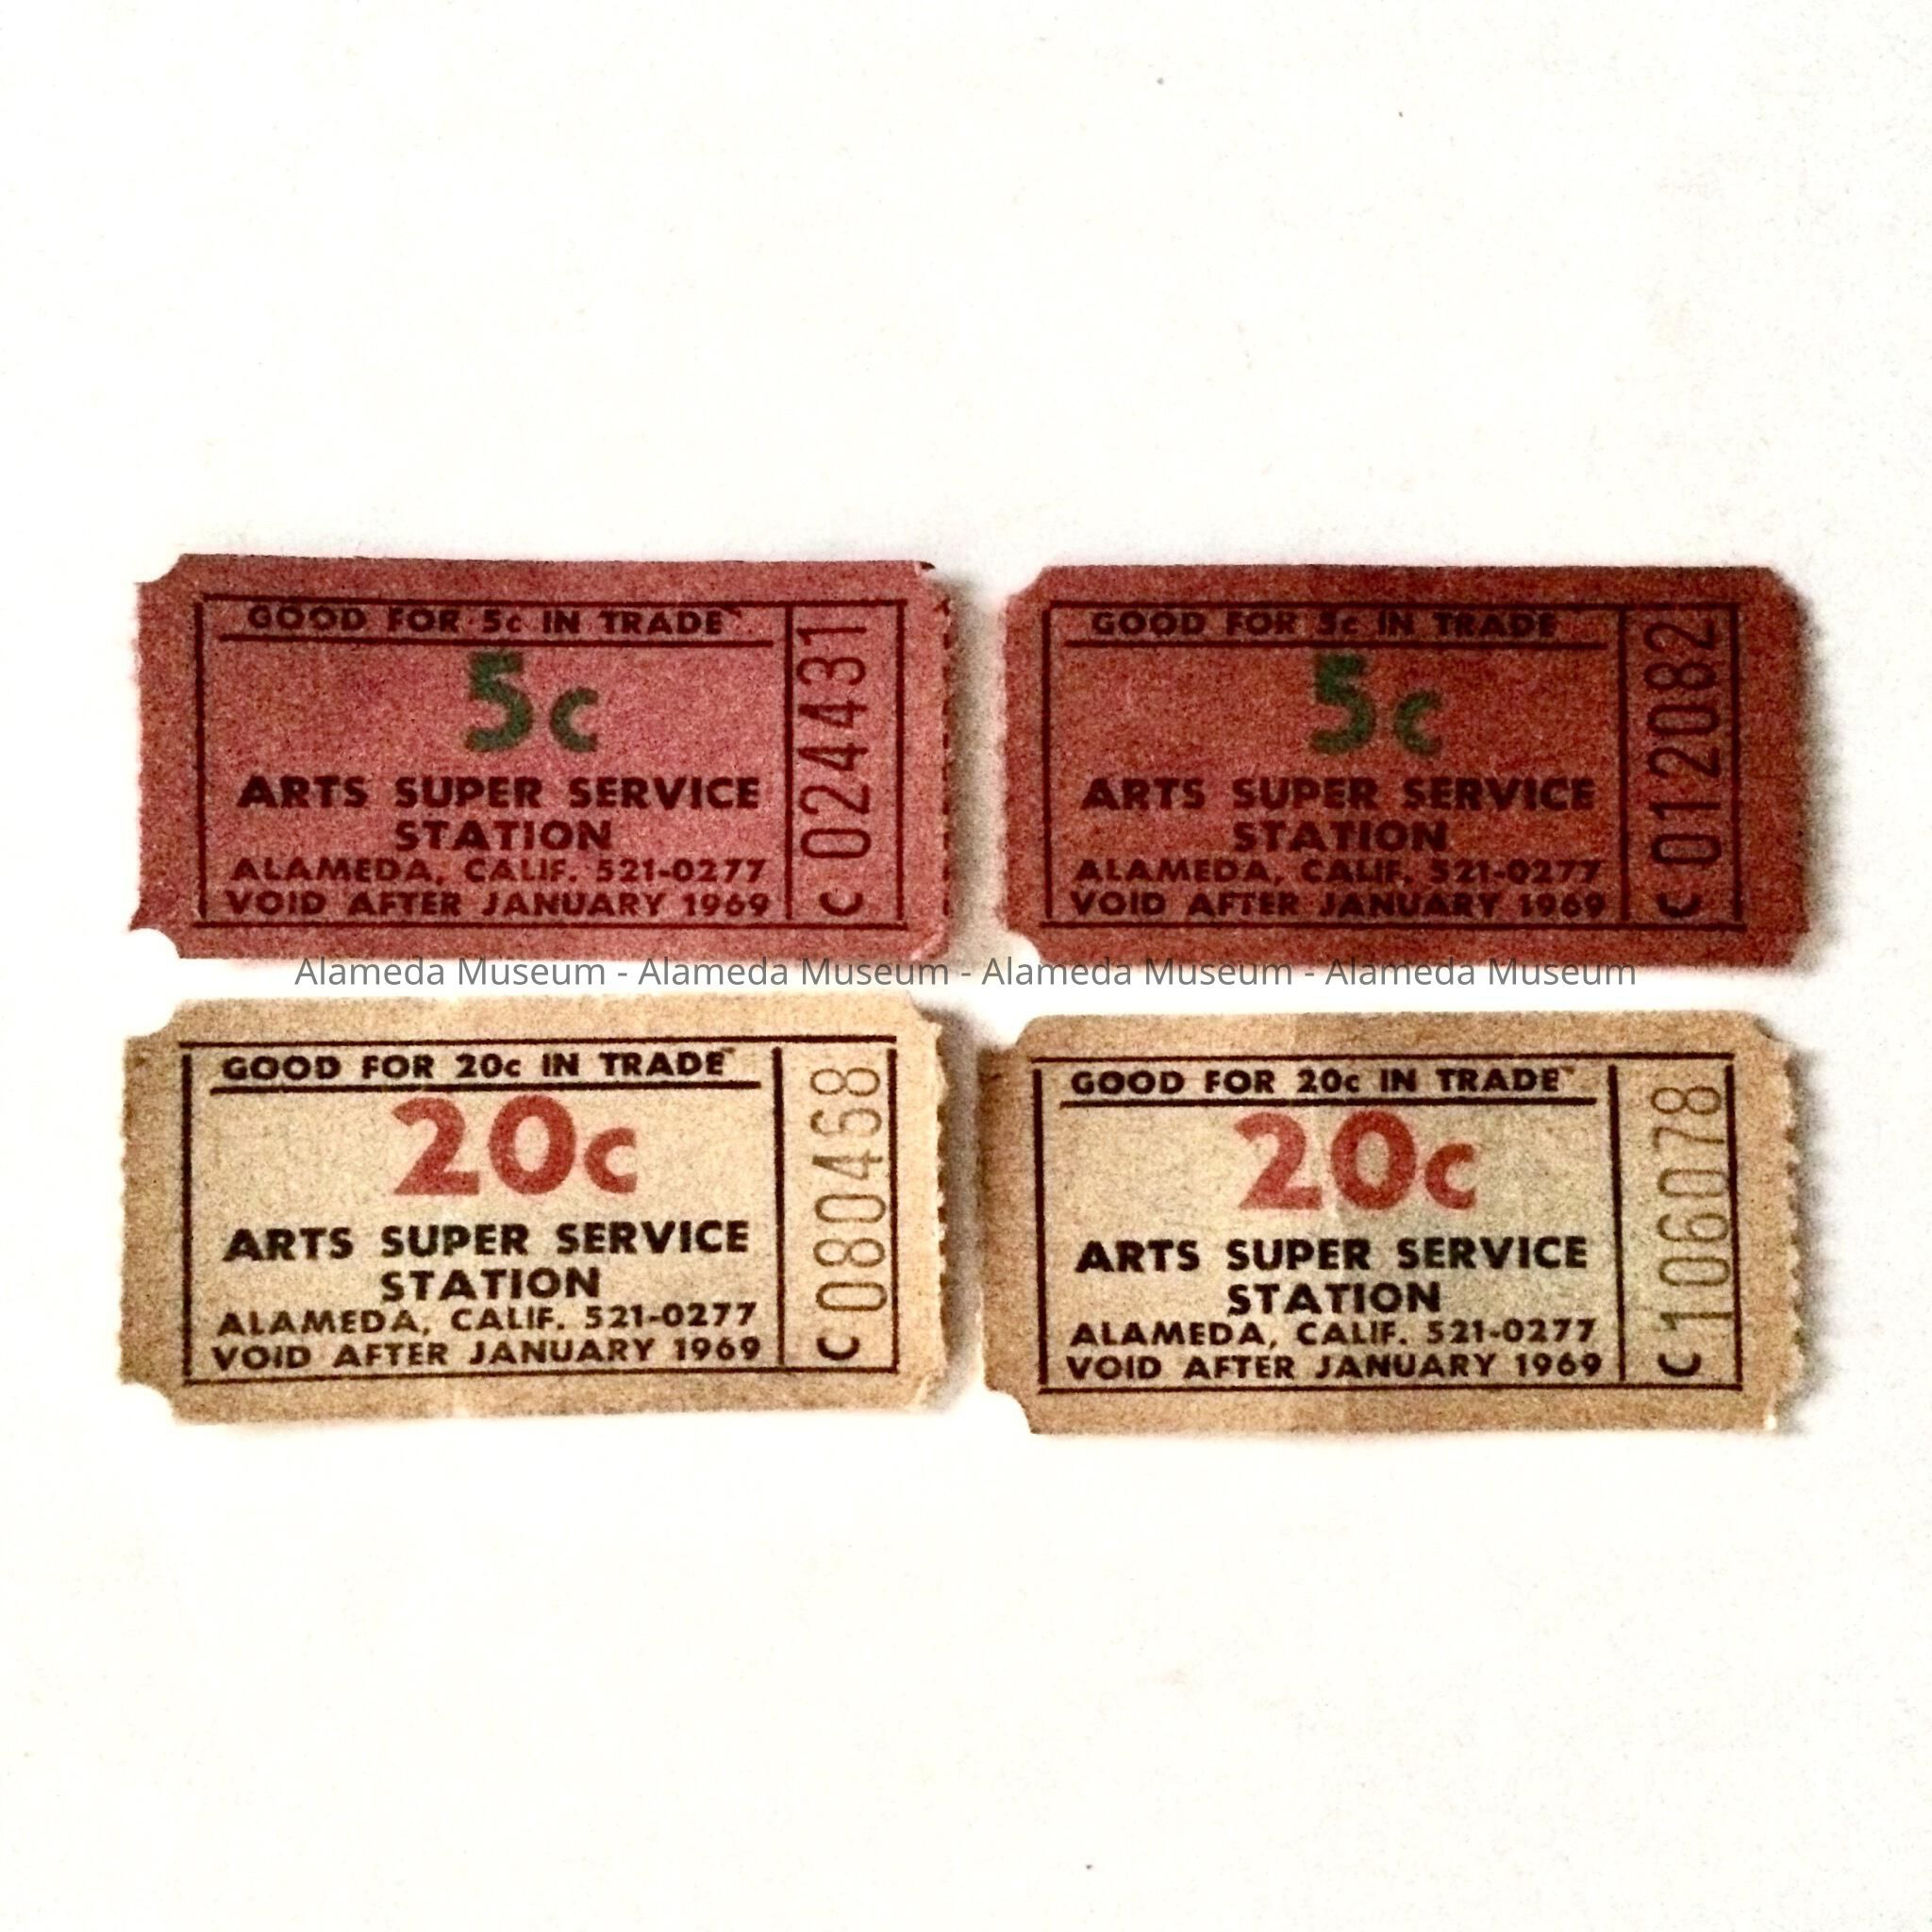 GOOD FOR 5c IN TRADE
5c
ARTS SUPER SERVICE
STATION
ALAMEDA, CALIF. 521-0277
VOID AFTER JANUARY 1969
C 024431
GOOD FOR 5c IN TRADE
5c
ARTS SUPER SERVICE
STATION
ALAMEDA, CALIF. 521-0277
VOID AFTER JANUARY 1969
C 012082
Alameda Museum - Alameda Museum - Alameda Museum - Alameda Museum
GOOD FOR 20c IN TRADE
20c
ARTS SUPER SERVICE
STATION
ALAMEDA, CALIF. 521-0277
VOID AFTER JANUARY 1969
C 080468
GOOD FOR 20c IN TRADE
20c
ARTS SUPER SERVICE
STATION
ALAMEDA, CALIF. 521-0277
VOID AFTER JANUARY 1969
C 106078